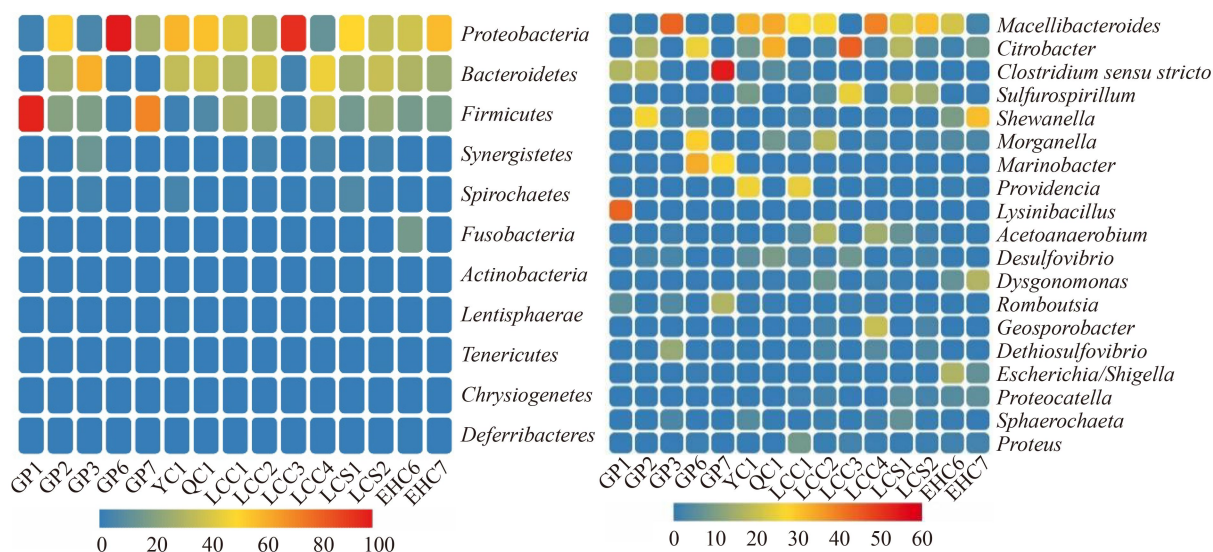 Proteobacteria
Bacteroidetes
Firmicutes
Synergistetes
Spirochaetes
Fusobacteria
Actinobacteria
Lentisphaerae
Tenericutes
Chrysiogenetes
Deferribacteres
GP1 GP2 GP3 GP6 GP7 YC1 QC1 LCC1 LCC2 LCC3 LCC4 LCS1 LCS2 EHC6 EHC7
0 20 40 60 80 100
Macellibacteroides
Citrobacter
Clostridium sensu stricto
Sulfurospirillum
Shewanella
Morganella
Marinobacter
Providencia
Lysinibacillus
Acetoanaerobium
Desulfovibrio
Dysgonomonas
Romboutsia
Geosporobacter
Dethiosulfovibrio
Escherichia/Shigella
Proteocatella
Sphaerochaeta
Proteus
GP1 GP2 GP3 GP6 GP7 YC1 QC1 LCC1 LCC2 LCC3 LCC4 LCS1 LCS2 EHC6 EHC7
0 10 20 30 40 50 60